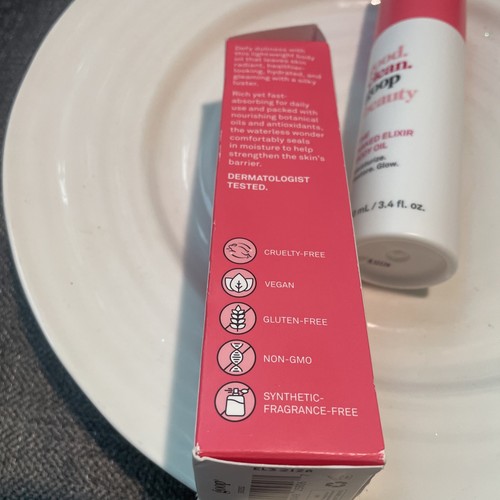 Daily dullness with
this lightweight body
oil that leaves skin
radiant, healthier-
looking, hydrated, and
gleaming with a silky
luster.
Rich yet fast-
absorbing for daily
use and packed with
nourishing botanical
oils and antioxidants,
the waterless wonder
comfortably seals
in moisture to help
strengthen the skin's
barrier.
DERMATOLOGIST
TESTED.
CRUELTY-FREE
VEGAN
GLUTEN-FREE
NON-GMO
SYNTHETIC-
FRAGRANCE-FREE
good.
clean.
goop
beauty
ELIXIR
OIL
Glow.
mL / 3.4 fl. oz.